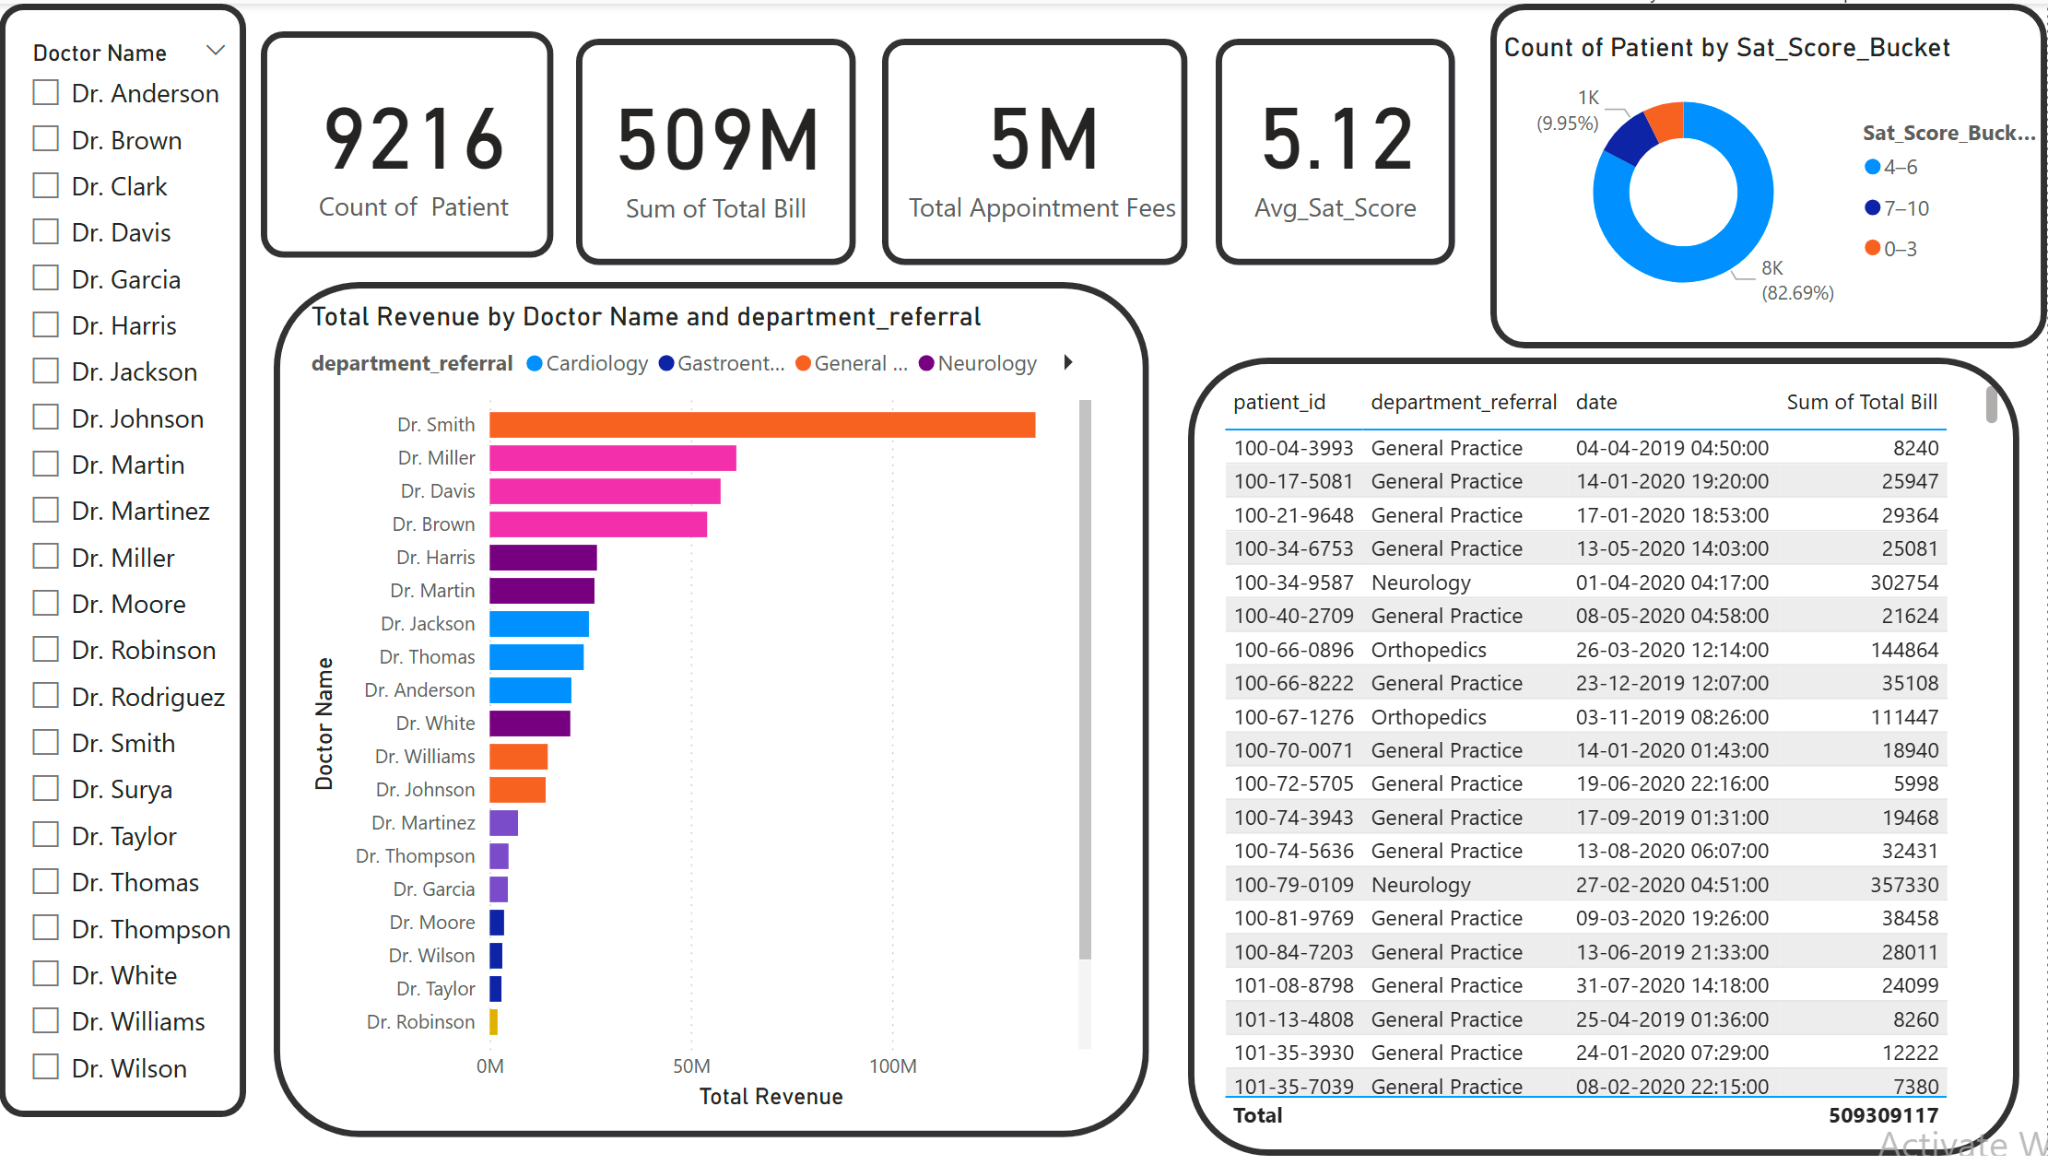 Doctor Name
Dr. Anderson
Dr. Brown
Dr. Clark
Dr. Davis
Dr. Garcia
Dr. Harris
Dr. Jackson
Dr. Johnson
Dr. Martin
Dr. Martinez
Dr. Miller
Dr. Moore
Dr. Robinson
Dr. Rodriguez
Dr. Smith
Dr. Surya
Dr. Taylor
Dr. Thomas
Dr. Thompson
Dr. White
Dr. Williams
Dr. Wilson
9216
Count of Patient
509M
Sum of Total Bill
5M
Total Appointment Fees
5.12
Avg_Sat_Score
Count of Patient by Sat_Score_Bucket
1K
(9.95%)
8K
(82.69%)
Sat_Score_Buck...
4–6
7–10
0–3
Total Revenue by Doctor Name and department_referral
department_referral Cardiology Gastroent... General ... Neurology
Doctor Name
Dr. Smith
Dr. Miller
Dr. Davis
Dr. Brown
Dr. Harris
Dr. Martin
Dr. Jackson
Dr. Thomas
Dr. Anderson
Dr. White
Dr. Williams
Dr. Johnson
Dr. Martinez
Dr. Thompson
Dr. Garcia
Dr. Moore
Dr. Wilson
Dr. Taylor
Dr. Robinson
0M 50M 100M
Total Revenue
patient_id department_referral date Sum of Total Bill
100-04-3993 General Practice 04-04-2019 04:50:00 8240
100-17-5081 General Practice 14-01-2020 19:20:00 25947
100-21-9648 General Practice 17-01-2020 18:53:00 29364
100-34-6753 General Practice 13-05-2020 14:03:00 25081
100-34-9587 Neurology 01-04-2020 04:17:00 302754
100-40-2709 General Practice 08-05-2020 04:58:00 21624
100-66-0896 Orthopedics 26-03-2020 12:14:00 144864
100-66-8222 General Practice 23-12-2019 12:07:00 35108
100-67-1276 Orthopedics 03-11-2019 08:26:00 111447
100-70-0071 General Practice 14-01-2020 01:43:00 18940
100-72-5705 General Practice 19-06-2020 22:16:00 5998
100-74-3943 General Practice 17-09-2019 01:31:00 19468
100-74-5636 General Practice 13-08-2020 06:07:00 32431
100-79-0109 Neurology 27-02-2020 04:51:00 357330
100-81-9769 General Practice 09-03-2020 19:26:00 38458
100-84-7203 General Practice 13-06-2019 21:33:00 28011
101-08-8798 General Practice 31-07-2020 14:18:00 24099
101-13-4808 General Practice 25-04-2019 01:36:00 8260
101-35-3930 General Practice 24-01-2020 07:29:00 12222
101-35-7039 General Practice 08-02-2020 22:15:00 7380
Total 509309117
Activate W